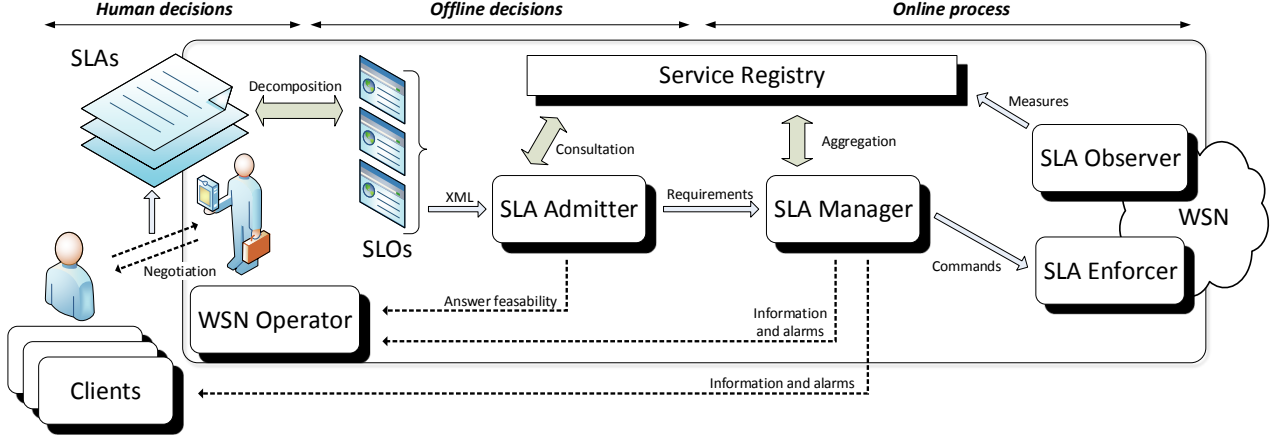 Human decisions
Offline decisions
Online process
SLAs
Decomposition
Service Registry
Measures
Consultation
Aggregation
SLA Observer
XML
SLA Admitter
Requirements
SLA Manager
WSN
SLOs
Negotiation
Commands
SLA Enforcer
Answer feasability
WSN Operator
Information
and alarms
Information and alarms
Clients